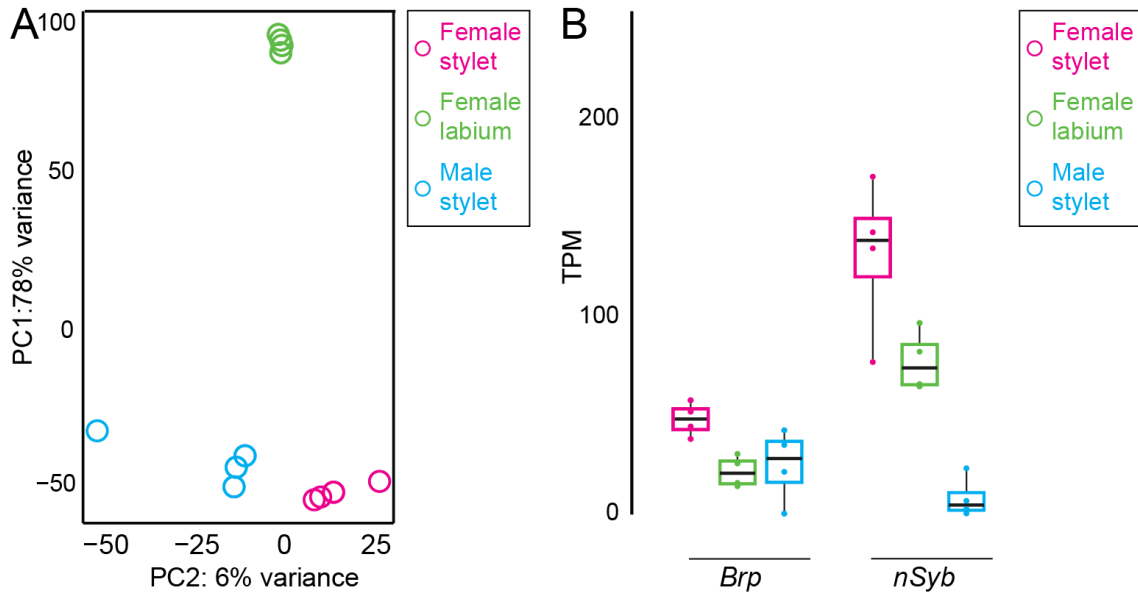 A
100
50
0
−50
PC1:78% variance
−50
−25
0
25
PC2: 6% variance
Female
stylet
Female
labium
Male
stylet
B
200
100
0
TPM
Brp
nSyb
Female
stylet
Female
labium
Male
stylet